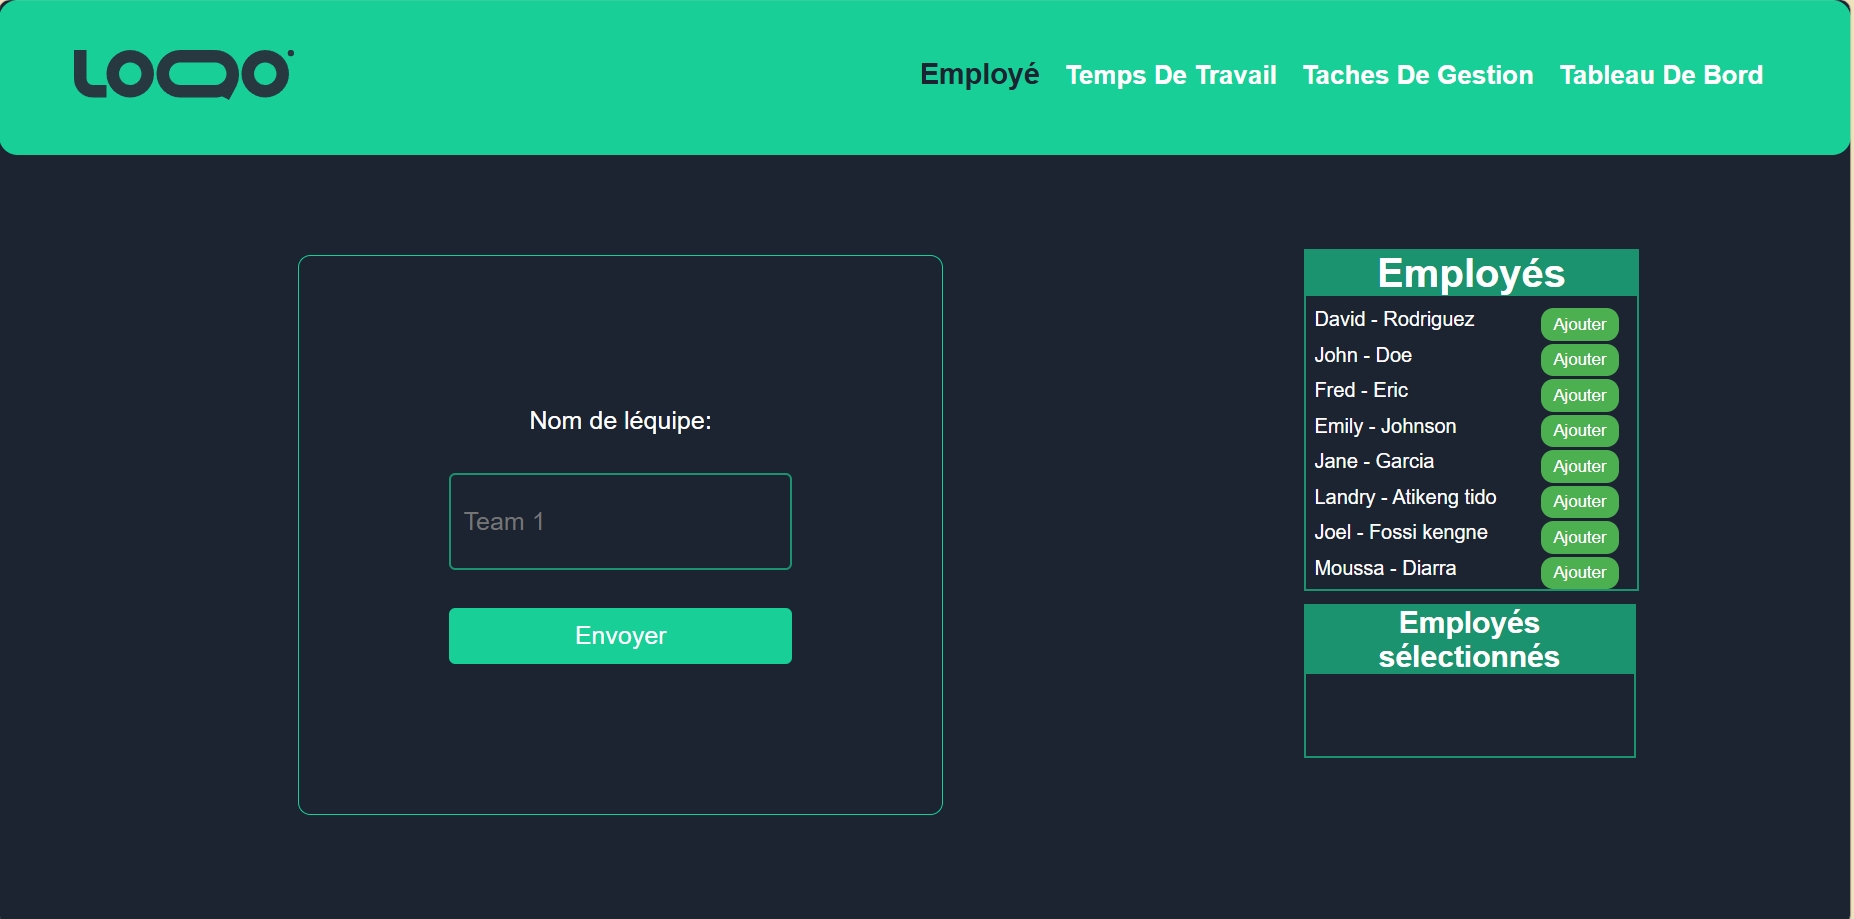 LOQO
Employé Temps De Travail Taches De Gestion Tableau De Bord
Nom de léquipe:
Team 1
Envoyer
Employés
David - Rodriguez Ajouter
John - Doe Ajouter
Fred - Eric Ajouter
Emily - Johnson Ajouter
Jane - Garcia Ajouter
Landry - Atikeng tido Ajouter
Joel - Fossi kengne Ajouter
Moussa - Diarra Ajouter
Employés
sélectionnés